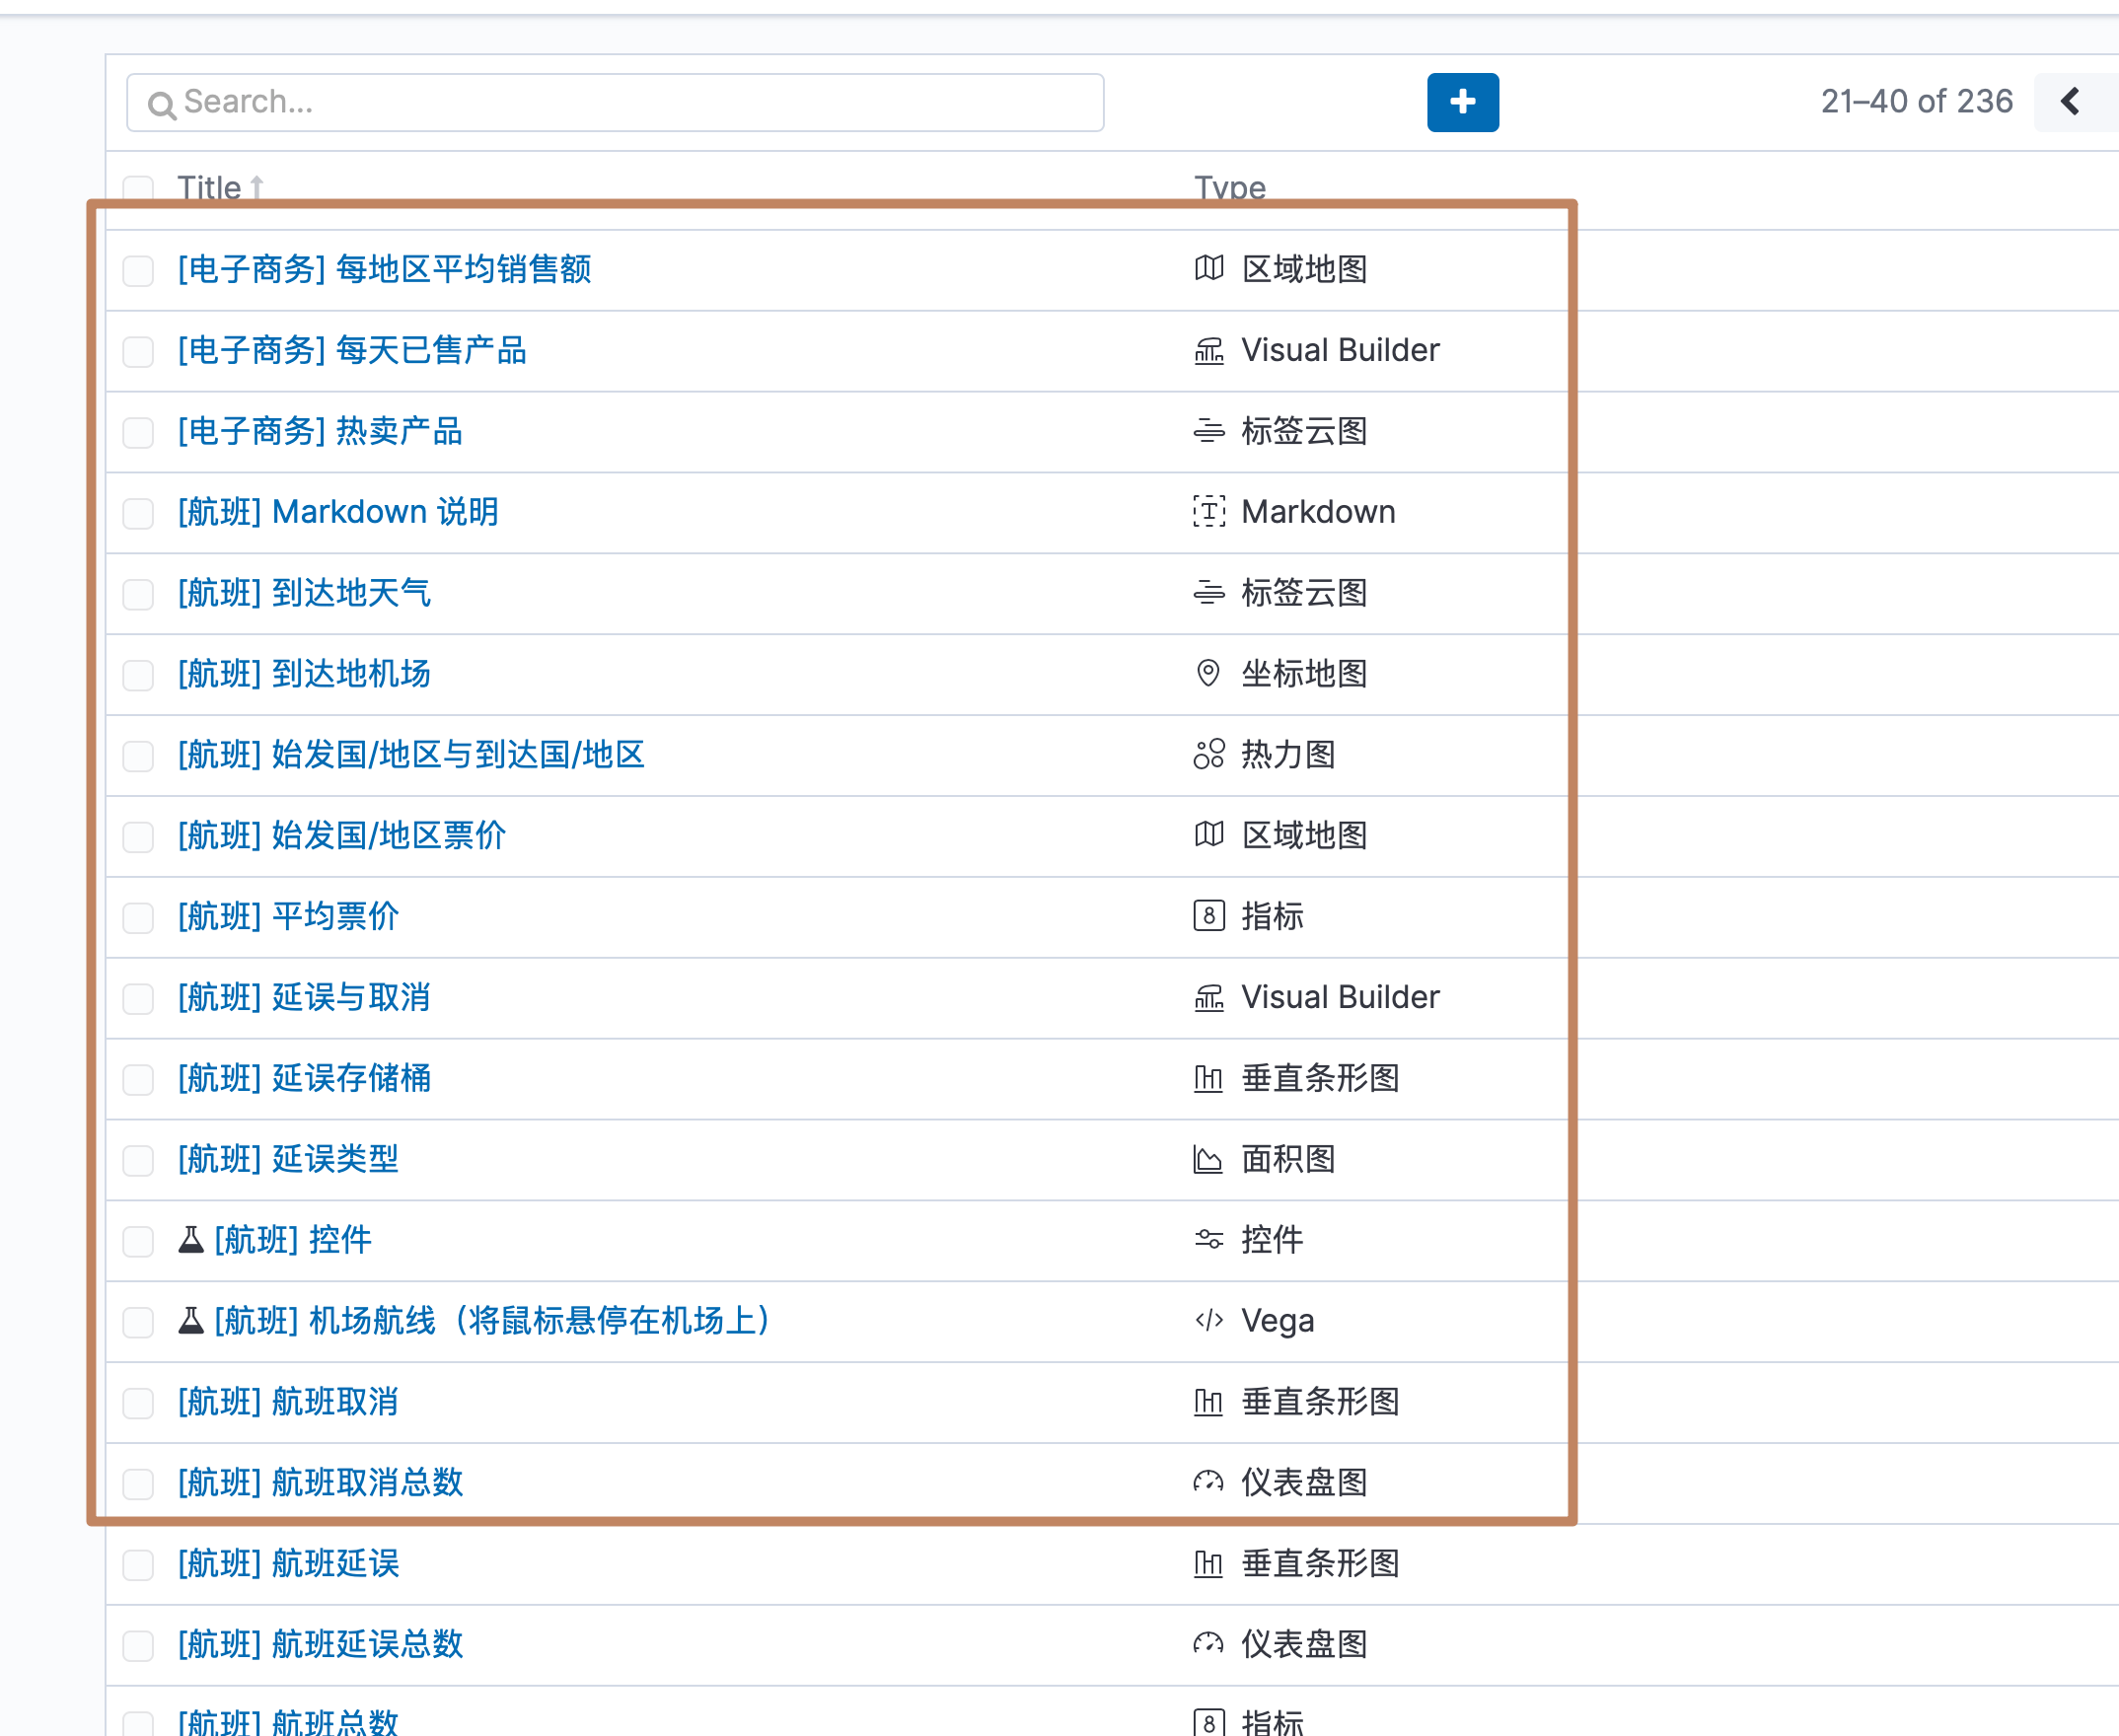 Search...
21–40 of 236
Title Type
[电子商务] 每地区平均销售额 区域地图
[电子商务] 每天已售产品 Visual Builder
[电子商务] 热卖产品 标签云图
[航班] Markdown 说明 Markdown
[航班] 到达地天气 标签云图
[航班] 到达地机场 坐标地图
[航班] 始发国/地区与到达国/地区 热力图
[航班] 始发国/地区票价 区域地图
[航班] 平均票价 指标
[航班] 延误与取消 Visual Builder
[航班] 延误存储桶 垂直条形图
[航班] 延误类型 面积图
[航班] 控件 控件
[航班] 机场航线（将鼠标悬停在机场上） Vega
[航班] 航班取消 垂直条形图
[航班] 航班取消总数 仪表盘图
[航班] 航班延误 垂直条形图
[航班] 航班延误总数 仪表盘图
[航班] 航班总数 指标